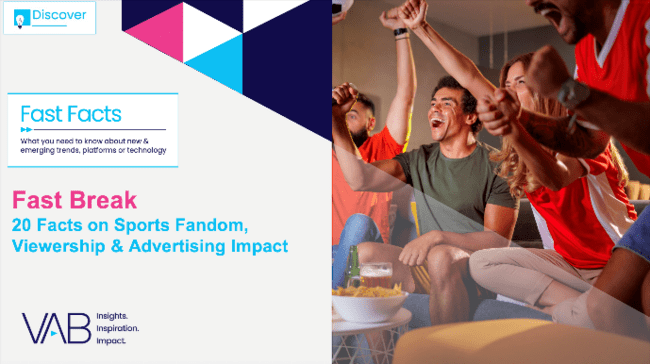 Discover
Fast Facts
What you need to know about new &
emerging trends, platforms or technology
Fast Break
20 Facts on Sports Fandom,
Viewership & Advertising Impact
VAB
Insights.
Inspiration.
Impact.